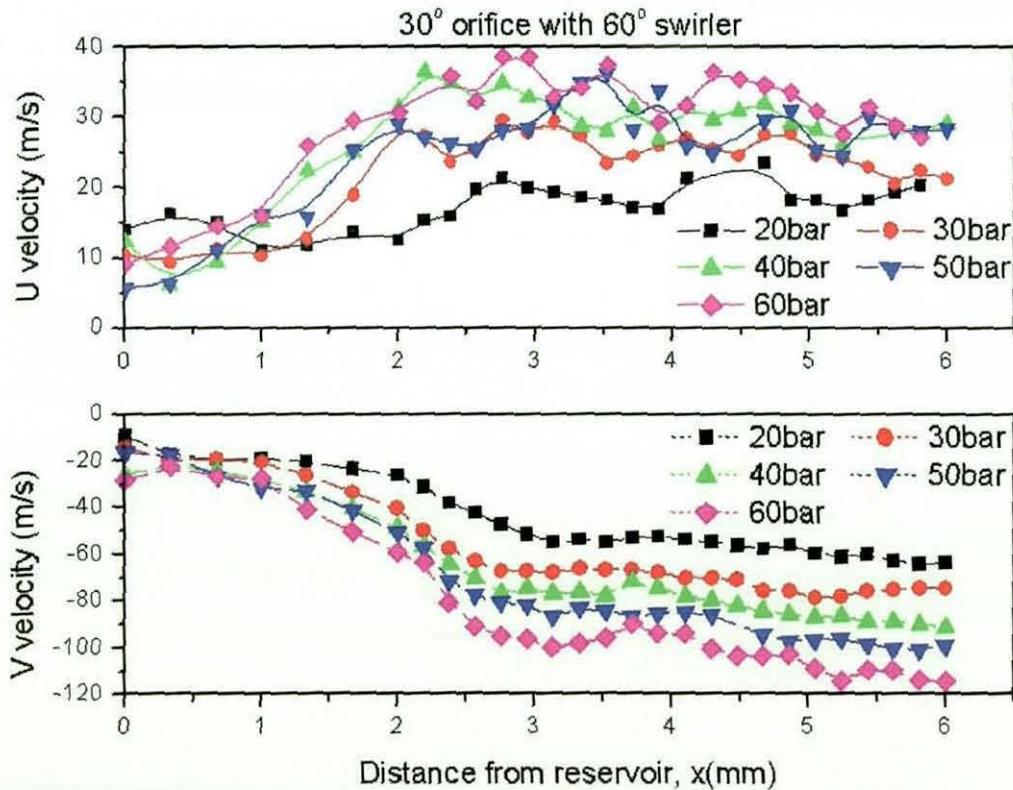 30° orifice with 60° swirler
40
30
20
10
0
U velocity (m/s)
20bar 30bar
40bar 50bar
60bar
0 1 2 3 4 5 6
0
-20
-40
-60
-80
-100
-120
V velocity (m/s)
20bar 30bar
40bar 50bar
60bar
0 1 2 3 4 5 6
Distance from reservoir, x(mm)